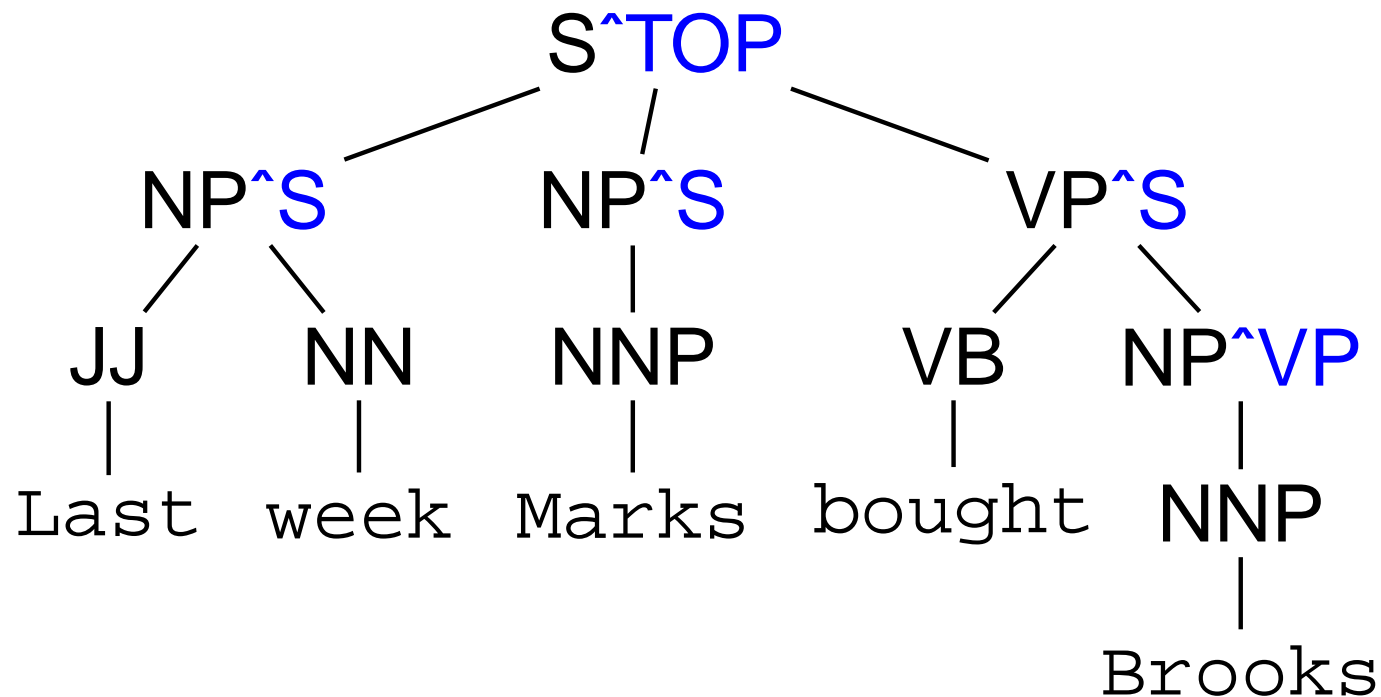 S^TOP
NP^S NP^S VP^S
JJ NN NNP VB NP^VP
Last week Marks bought NNP
Brooks